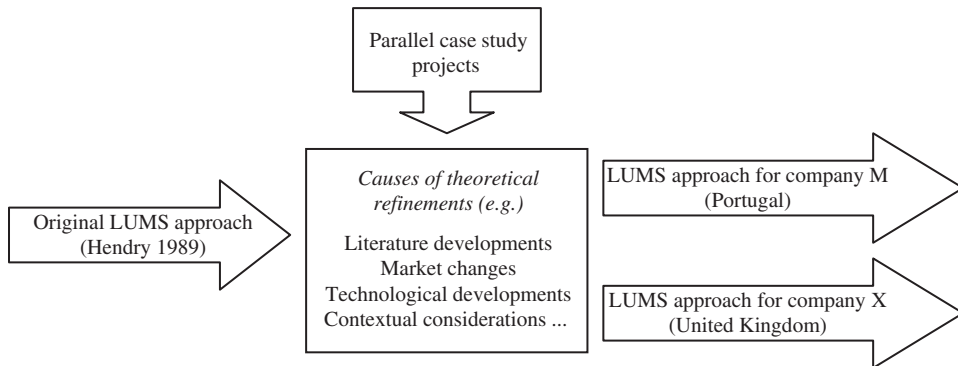 Parallel case study
projects
Original LUMS approach
(Hendry 1989)
Causes of theoretical
refinements (e.g.)
Literature developments
Market changes
Technological developments
Contextual considerations ...
LUMS approach for company M
(Portugal)
LUMS approach for company X
(United Kingdom)